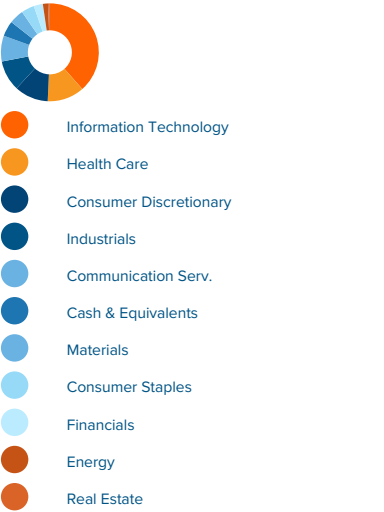 Information Technology
Health Care
Consumer Discretionary
Industrials
Communication Serv.
Cash & Equivalents
Materials
Consumer Staples
Financials
Energy
Real Estate